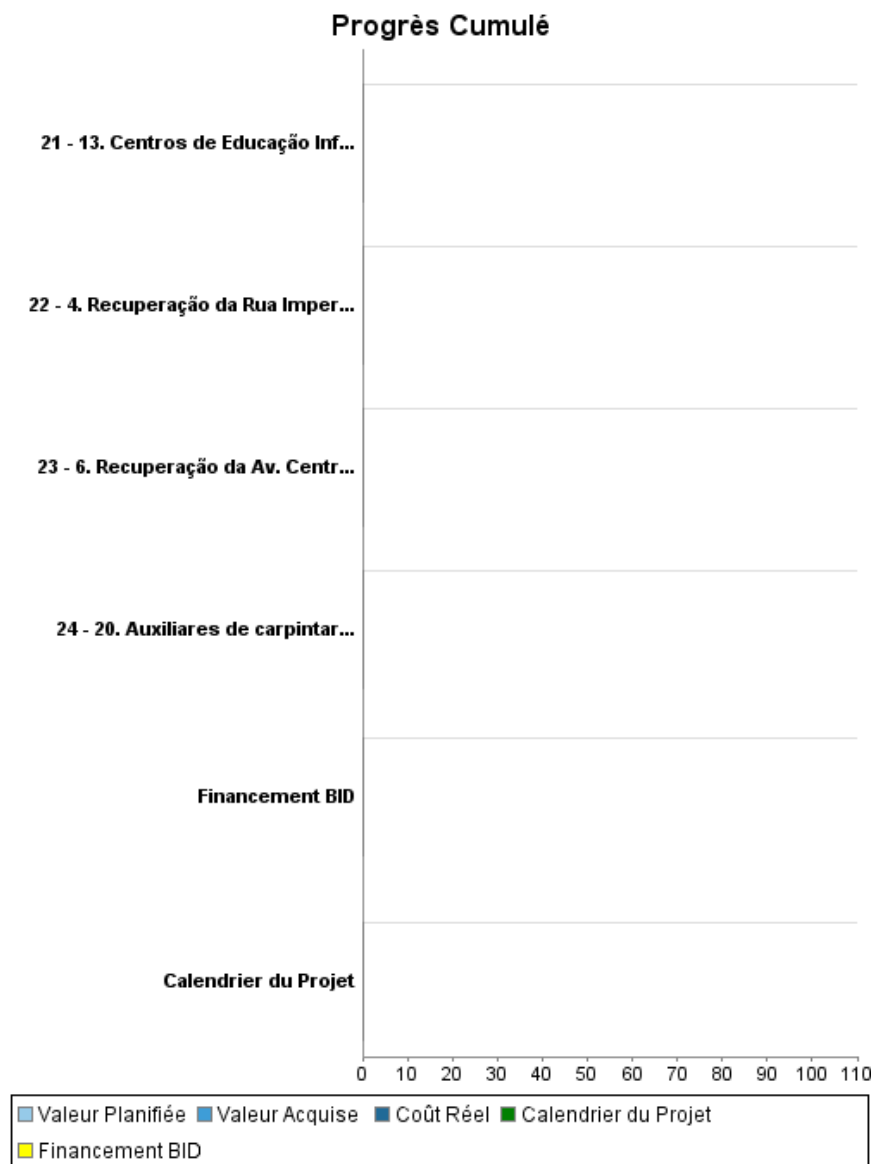 Progrès Cumulé
21 - 13. Centros de Educação Inf...
22 - 4. Recuperação da Rua Imper...
23 - 6. Recuperação da Av. Centr...
24 - 20. Auxiliares de carpintar...
Financement BID
Calendrier du Projet
0 10 20 30 40 50 60 70 80 90 100 110
Valeur Planifiée Valeur Acquise Coût Réel Calendrier du Projet
Financement BID